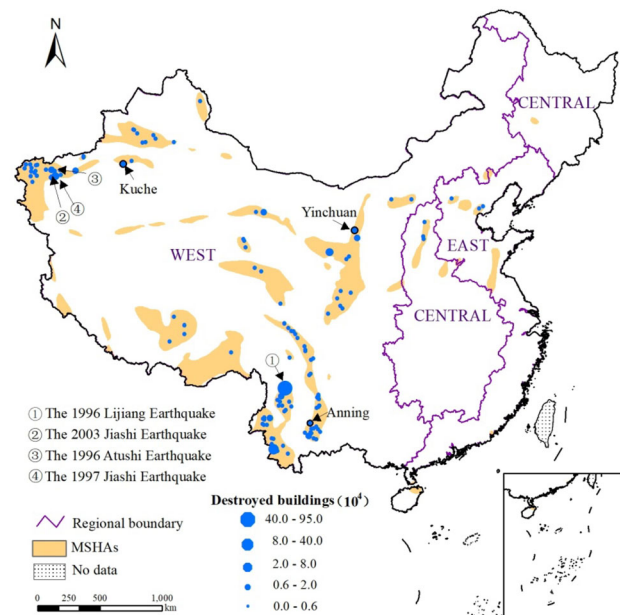 N
CENTRAL
③
Kuche
②
④
Yinchuan
WEST
EAST
CENTRAL
①
Anning
① The 1996 Lijiang Earthquake
② The 2003 Jiashi Earthquake
③ The 1996 Atushi Earthquake
④ The 1997 Jiashi Earthquake
Regional boundary
MSHAs
No data
0 250 500 1,000
km
Destroyed buildings (10⁴)
40.0 - 95.0
8.0 - 40.0
2.0 - 8.0
0.6 - 2.0
0.0 - 0.6